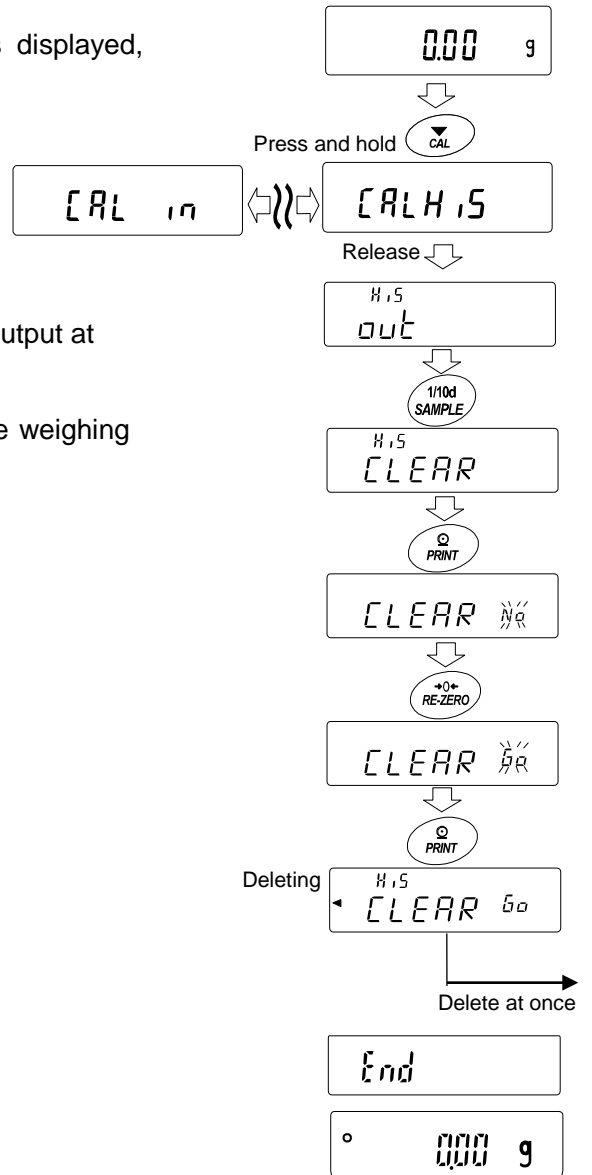 s displayed,
0.00 g
Press and hold
CAL
CAL in
CALHiS
Release
HiS
out
utput at
1/10d
SAMPLE
e weighing
HiS
CLEAR
PRINT
CLEAR No
→0←
RE-ZERO
CLEAR Go
PRINT
Deleting
HiS
CLEAR Go
Delete at once
End
0.00 g